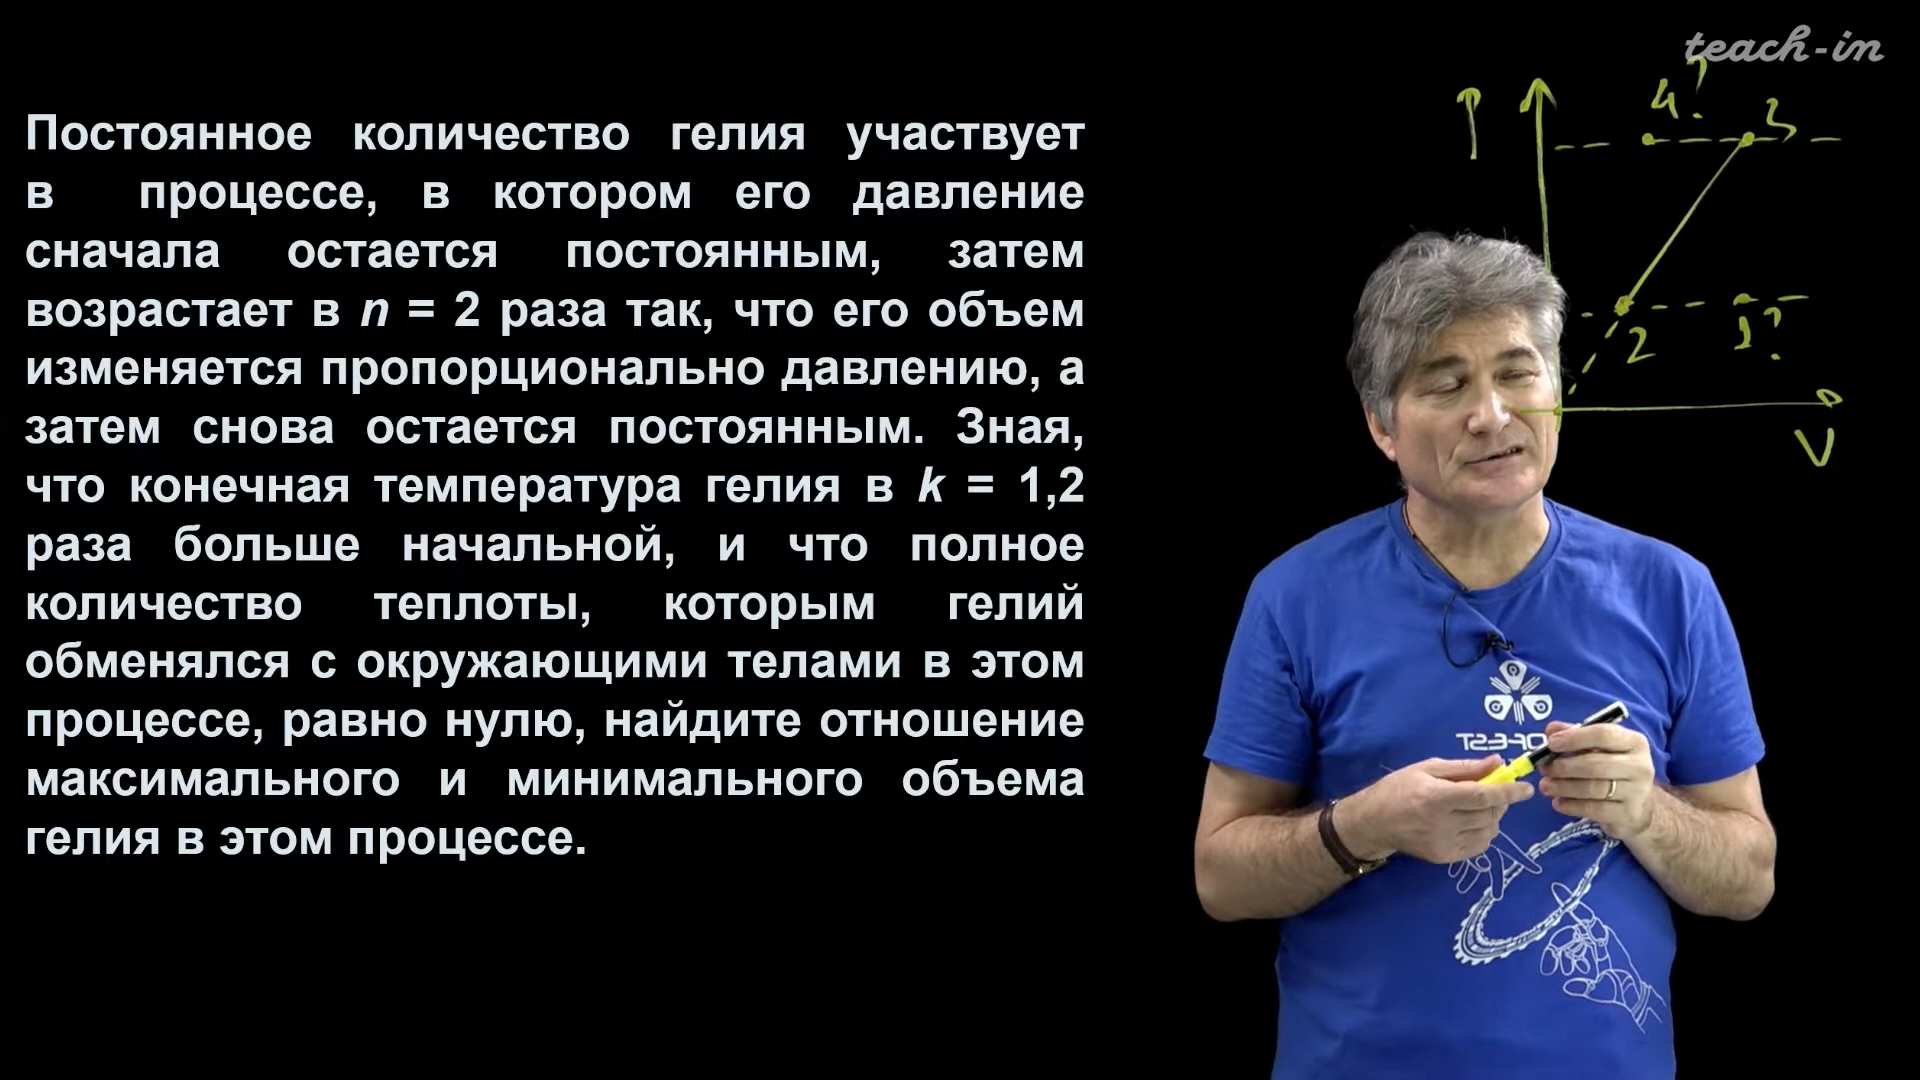 teach-in
Постоянное количество гелия участвует
в процессе, в котором его давление
сначала остается постоянным, затем
возрастает в n = 2 раза так, что его объем
изменяется пропорционально давлению, а
затем снова остается постоянным. Зная,
что конечная температура гелия в k = 1,2
раза больше начальной, и что полное
количество теплоты, которым гелий
обменялся с окружающими телами в этом
процессе, равно нулю, найдите отношение
максимального и минимального объема
гелия в этом процессе.
4? 3
2 1?
V